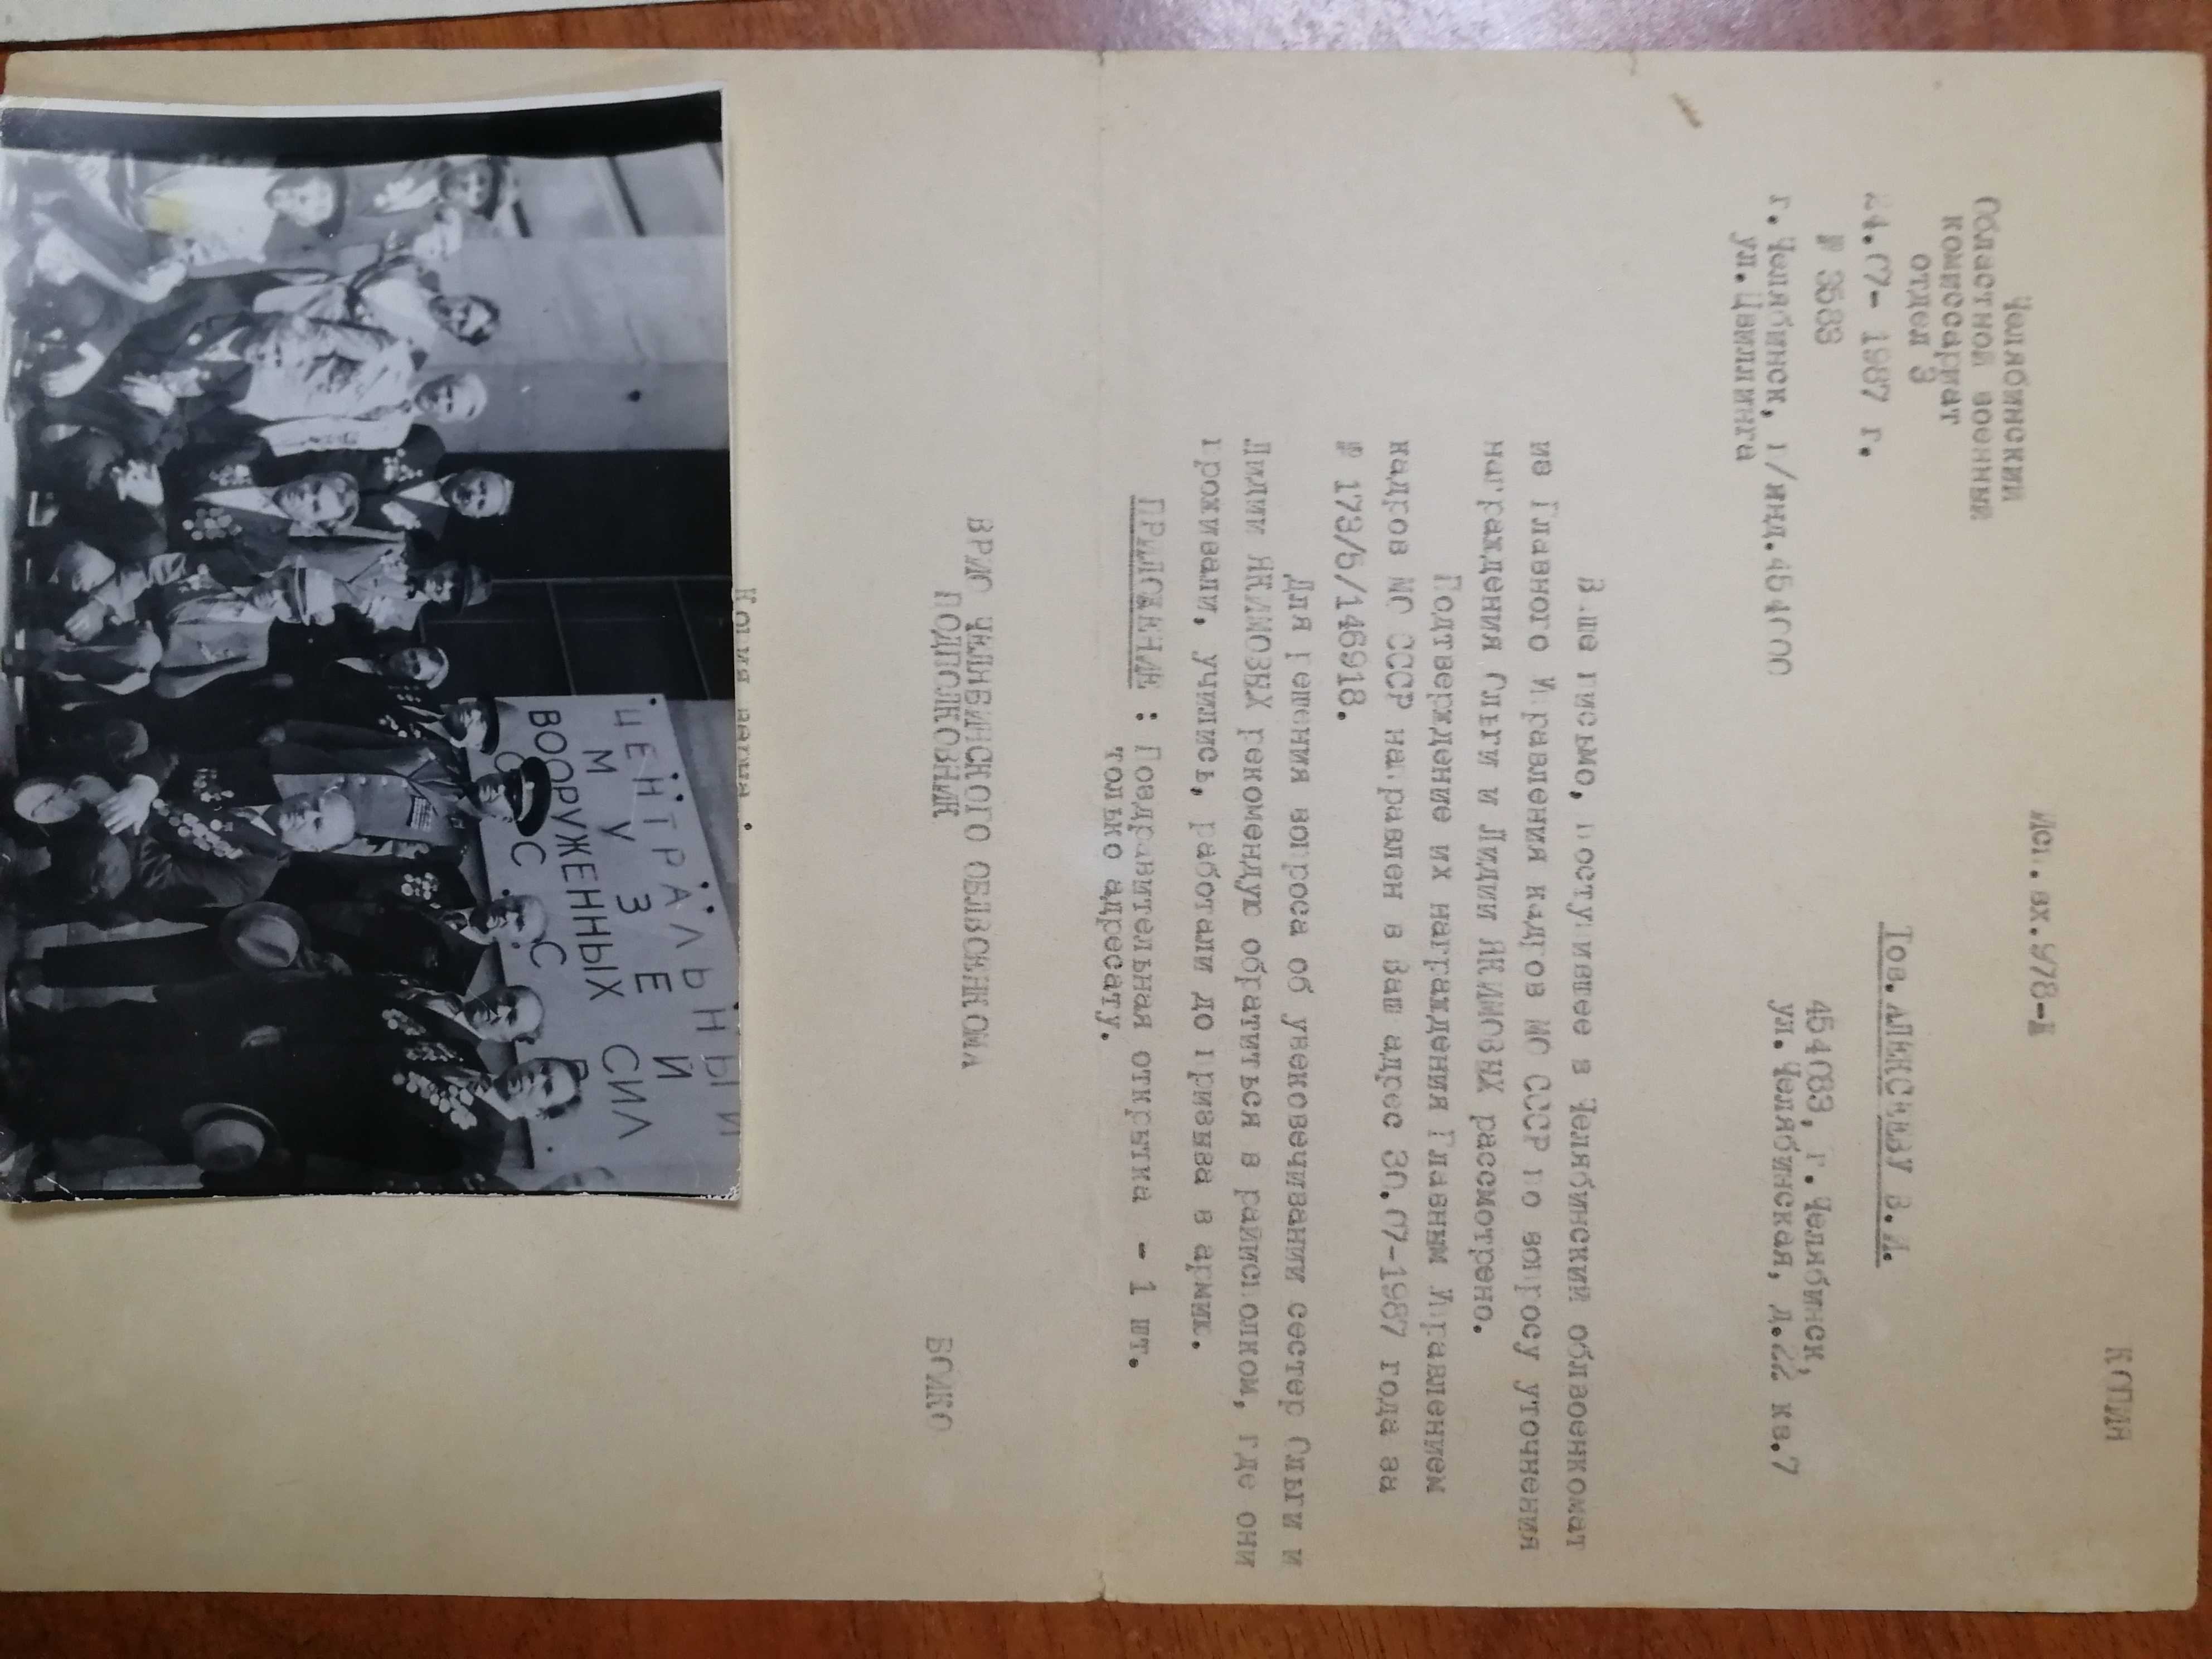 КОПИЯ
Исп. вх.978-
Челябинский
Областной военный
комиссариат
отдел 3
24.07- 1987 г.
№ 3583
г.Челябинск, п/инд.454000
ул.Цвиллинга
Тов.АЛЕКСЕЕВУ В.
454083, г.Челябинск,
ул.Челябинская, д.22 кв.7
Ваше письмо, поступившее в Челябинский облвоенкомат
из Главного Управления кадров МО СССР по вопросу уточнения
награждения Ольги и Лидии ЯКИМОВЫХ рассмотрено.
Подтверждение их награждения Главным Управлением
кадров МО СССР направлен в Ваш адрес 30.07-1987 года за
№ 173/5/146918.
Для решения вопроса об увековечивании сестер Ольги и
Лидии ЯКИМОВЫХ рекомендую обратиться в райисполком, где они
проживали, учились, работали до призыва в армию.
ПРИЛОЖЕНИЕ : Поздравительная открытка - 1 шт.
только адресату.
ВРИО ЧЕЛЯБИНСКОГО ОБЛВОЕНКОМА
ПОДПОЛКОВНИК БОЙКО
Копия верна.
ЦЕНТРАЛЬНЫЙ
МУЗЕЙ
ВООРУЖЕННЫХ СИЛ
С С С Р